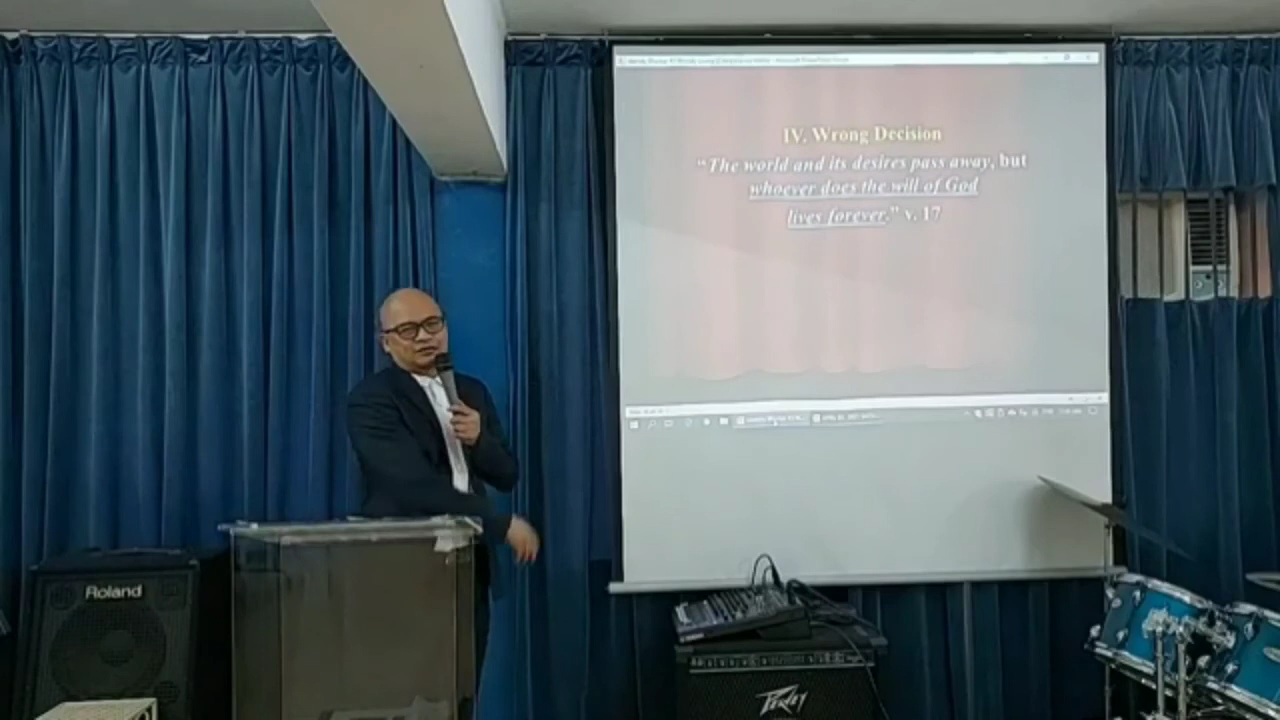 IV. Wrong Decision
“The world and its desires pass away, but
whoever does the will of God
lives forever.” v. 17
Roland
PEAVEY